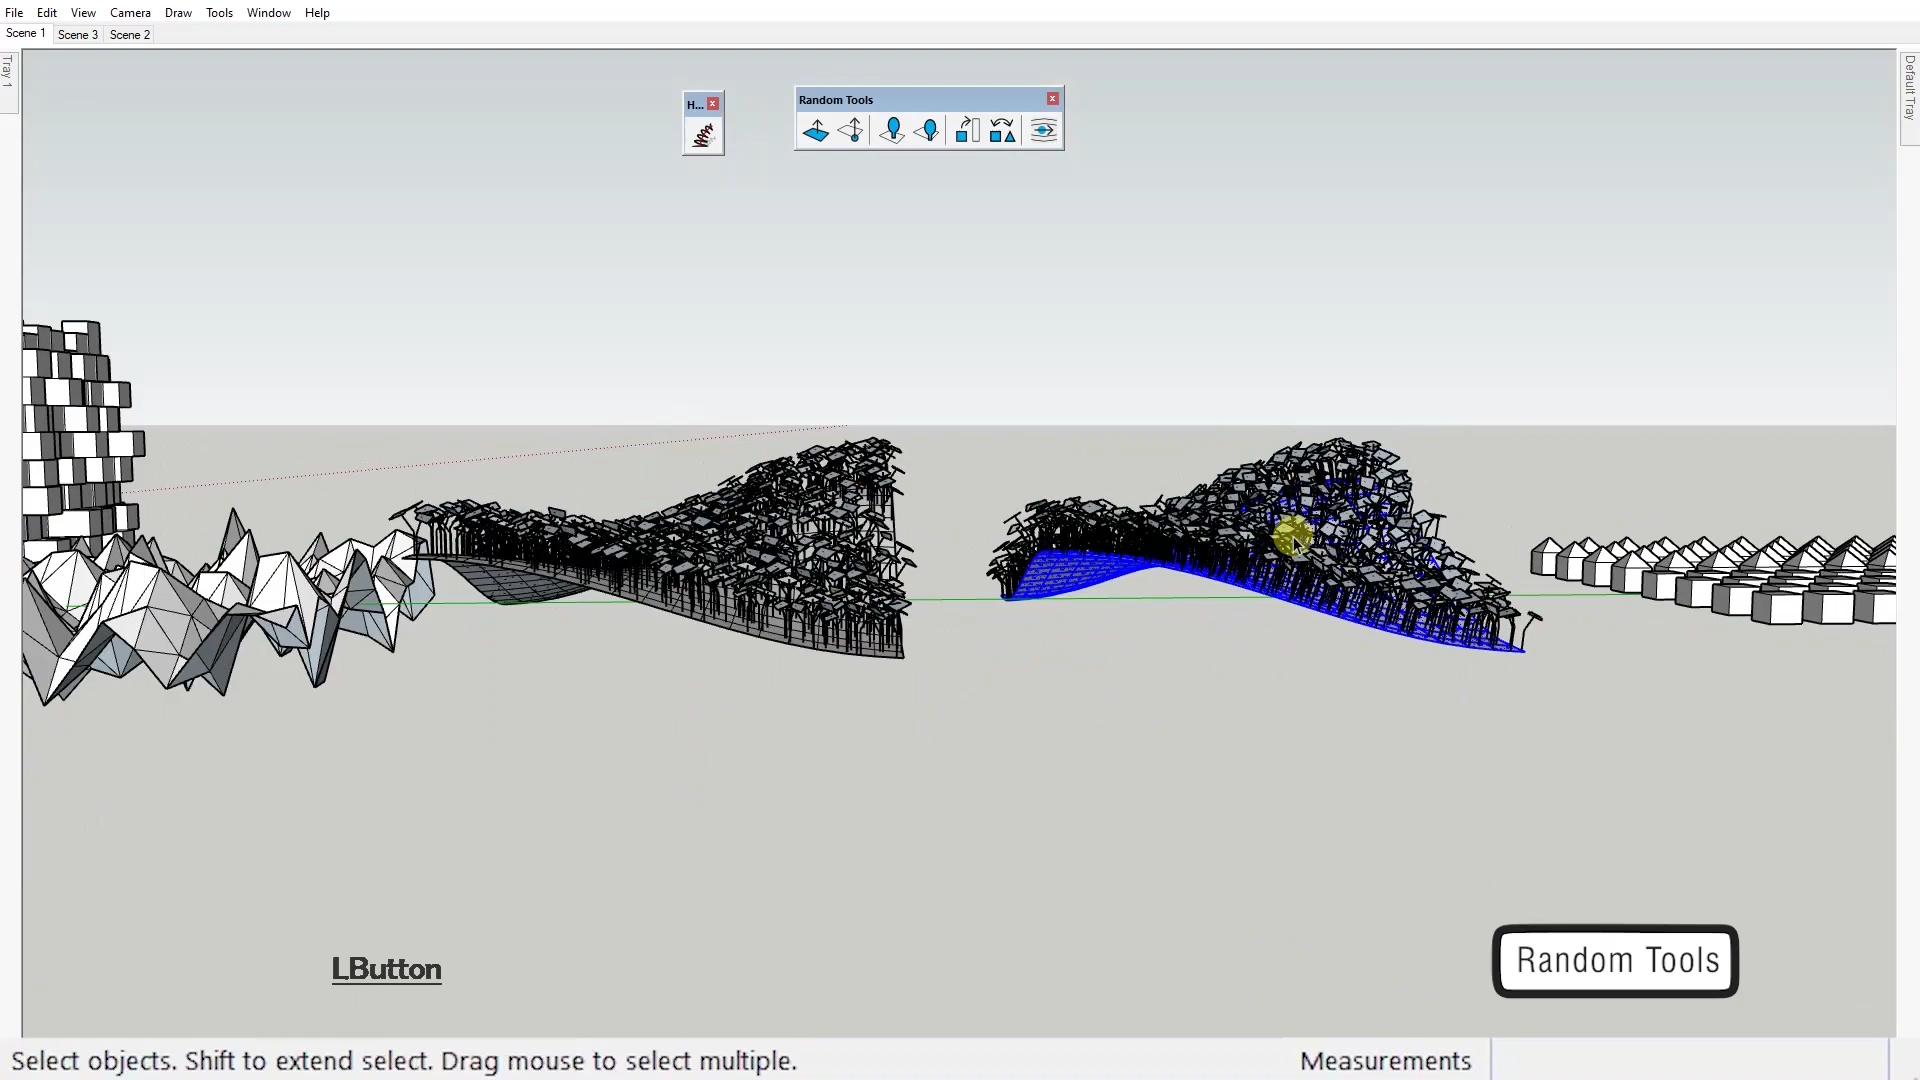 File Edit View Camera Draw Tools Window Help
Scene 1 Scene 3 Scene 2
Tray 1
Default Tray
H...
Random Tools
LButton
Random Tools
Select objects. Shift to extend select. Drag mouse to select multiple.
Measurements